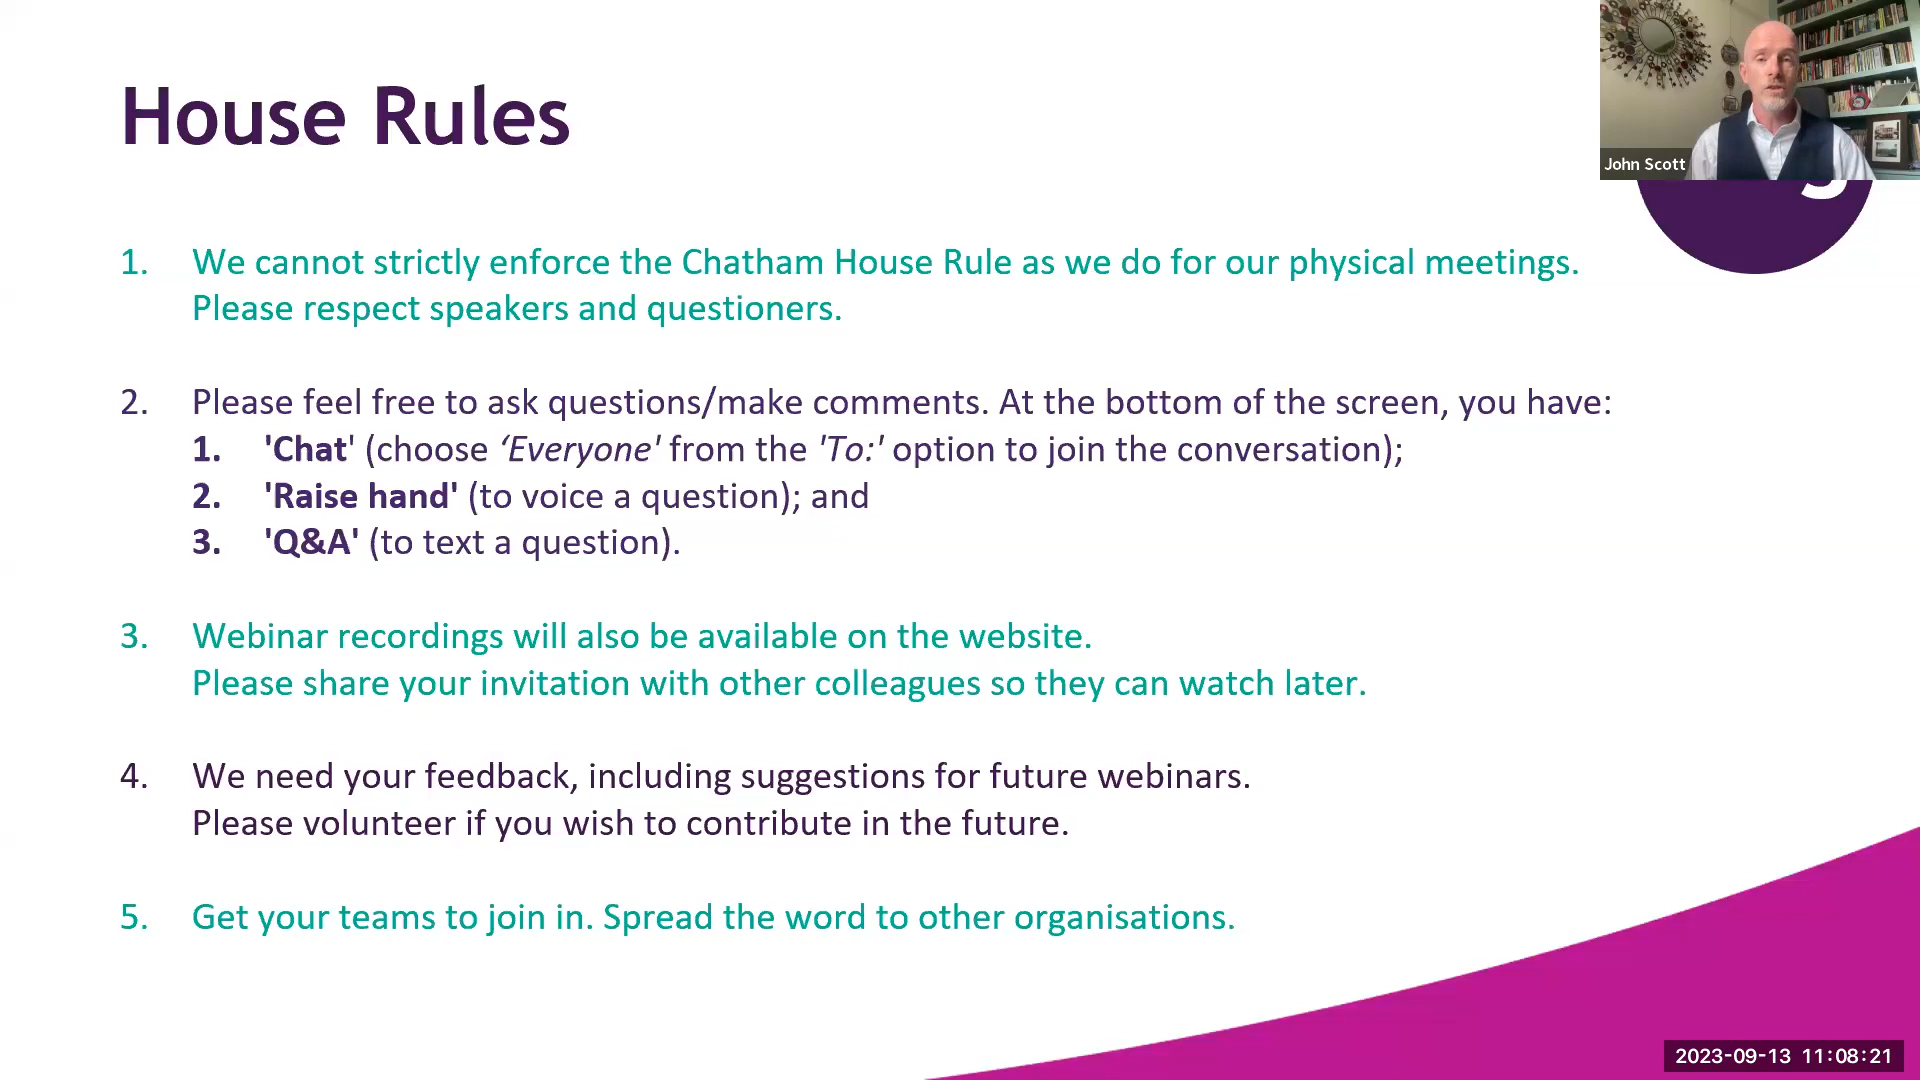 House Rules
John Scott
1. We cannot strictly enforce the Chatham House Rule as we do for our physical meetings.
Please respect speakers and questioners.
2. Please feel free to ask questions/make comments. At the bottom of the screen, you have:
1. 'Chat' (choose ‘Everyone' from the 'To:' option to join the conversation);
2. 'Raise hand' (to voice a question); and
3. 'Q&A' (to text a question).
3. Webinar recordings will also be available on the website.
Please share your invitation with other colleagues so they can watch later.
4. We need your feedback, including suggestions for future webinars.
Please volunteer if you wish to contribute in the future.
5. Get your teams to join in. Spread the word to other organisations.
2023-09-13 11:08:21